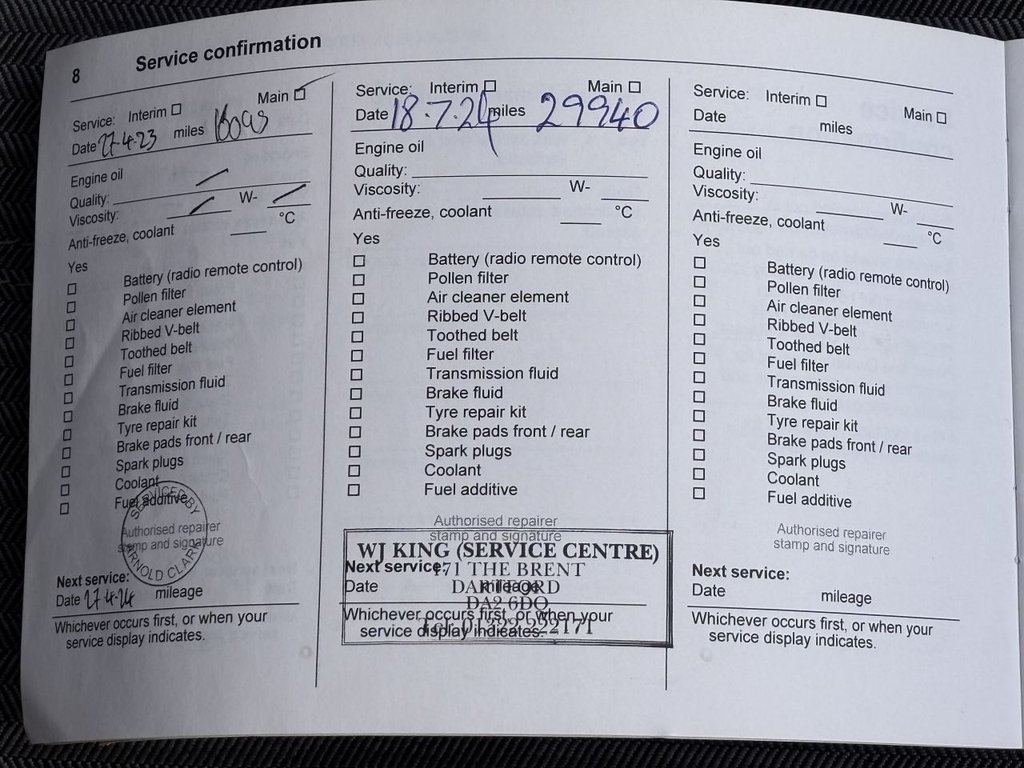 8 Service confirmation
Service: Interim Main
Date 27.4.23 miles
Engine oil
Quality:
Viscosity: W-
Anti-freeze, coolant °C
Yes
Battery (radio remote control)
Pollen filter
Air cleaner element
Ribbed V-belt
Toothed belt
Fuel filter
Transmission fluid
Brake fluid
Tyre repair kit
Brake pads front / rear
Spark plugs
Coolant
Fuel additive
SERVICED BY
Authorised repairer
stamp and signature
ARNOLD CLARK
Next service:
Date 27.4.24 mileage
Whichever occurs first, or when your
service display indicates.
Service: Interim Main
Date 18.7.24 miles 29940
Engine oil
Quality:
Viscosity: W-
Anti-freeze, coolant °C
Yes
Battery (radio remote control)
Pollen filter
Air cleaner element
Ribbed V-belt
Toothed belt
Fuel filter
Transmission fluid
Brake fluid
Tyre repair kit
Brake pads front / rear
Spark plugs
Coolant
Fuel additive
Authorised repairer
stamp and signature
WJ KING (SERVICE CENTRE)
Next service: 171 THE BRENT
Date DARTFORD mileage
DA2 6DQ
Whichever occurs first, or when your
Tel: 01322 222171
service display indicates.
Service: Interim Main
Date miles
Engine oil
Quality:
Viscosity: W-
Anti-freeze, coolant °C
Yes
Battery (radio remote control)
Pollen filter
Air cleaner element
Ribbed V-belt
Toothed belt
Fuel filter
Transmission fluid
Brake fluid
Tyre repair kit
Brake pads front / rear
Spark plugs
Coolant
Fuel additive
Authorised repairer
stamp and signature
Next service:
Date mileage
Whichever occurs first, or when your
service display indicates.